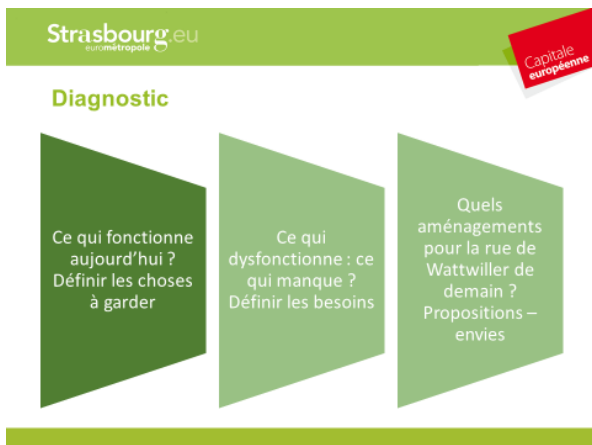 Strasbourg.eu
eurométropole
Capitale
européenne
Diagnostic
Ce qui fonctionne
aujourd'hui ?
Définir les choses
à garder
Ce qui
dysfonctionne : ce
qui manque ?
Définir les besoins
Quels
aménagements
pour la rue de
Wattwiller de
demain ?
Propositions –
envies